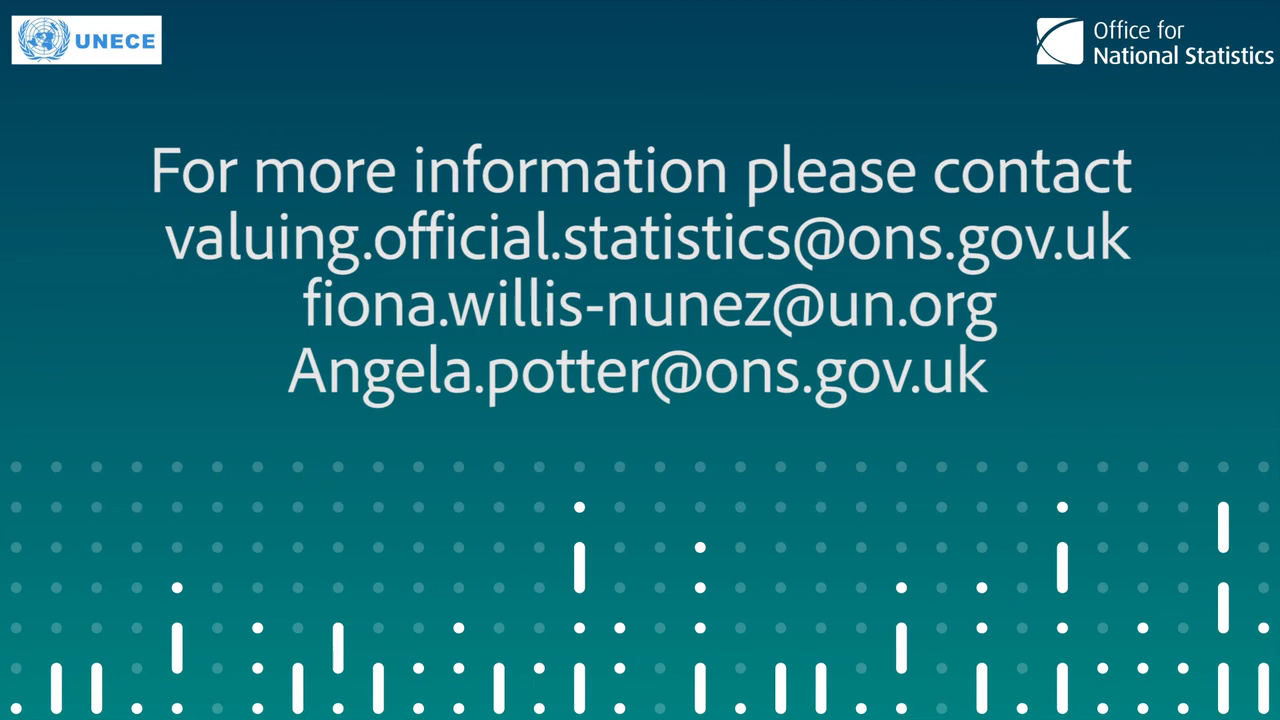 UNECE
Office for
National Statistics
For more information please contact
valuing.official.statistics@ons.gov.uk
fiona.willis-nunez@un.org
Angela.potter@ons.gov.uk